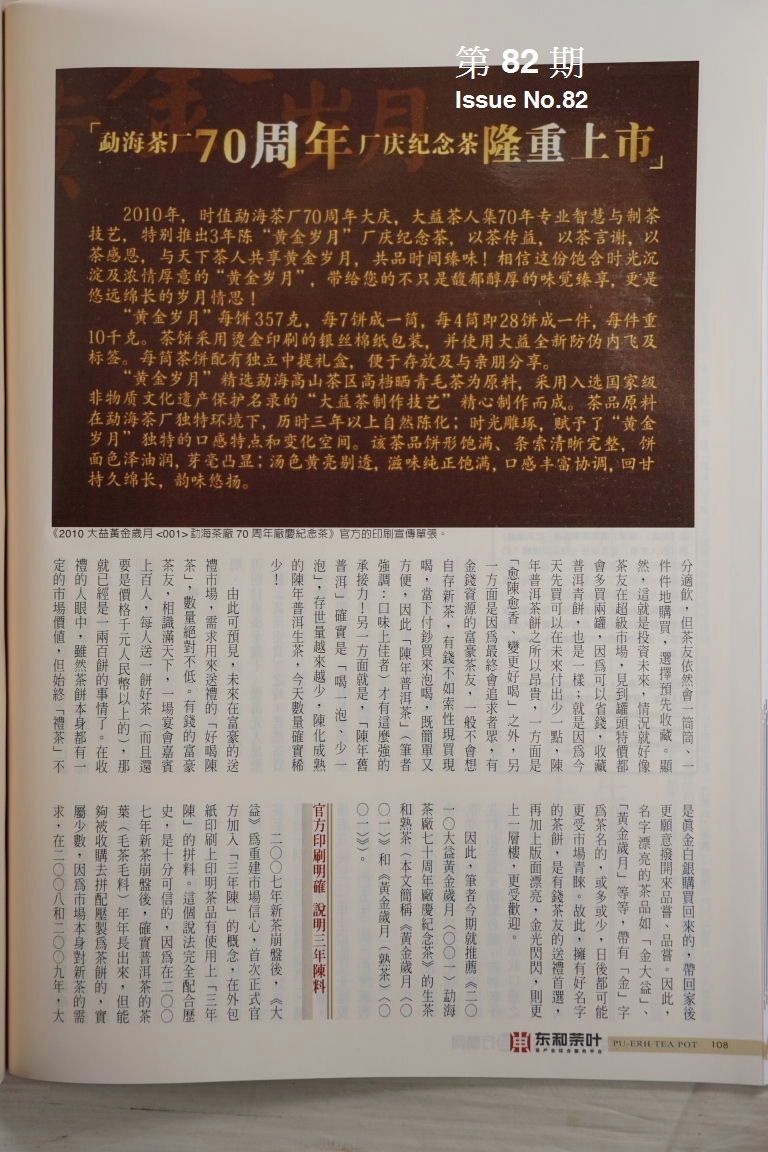 第 82 期
Issue No.82
「勐海茶厂70周年厂庆纪念茶隆重上市」
2010年，时值勐海茶厂70周年大庆，大益茶人集70年专业智慧与制茶
技艺，特别推出3年陈“黄金岁月”厂庆纪念茶，以茶传益，以茶言谢，以
茶感恩，与天下茶人共享黄金岁月，共品时间臻味！相信这份饱含时光沉
淀及浓情厚意的“黄金岁月”，带给您的不只是馥郁醇厚的味觉臻享，更是
悠远绵长的岁月情思！
“黄金岁月”每饼357克，每7饼成一筒，每4筒即28饼成一件，每件重
10千克。茶饼采用烫金印刷的银丝棉纸包装，并使用大益全新防伪内飞及
标签。每筒茶饼配有独立中提礼盒，便于存放及与亲朋分享。
“黄金岁月”精选勐海高山茶区高档晒青毛茶为原料，采用入选国家级
非物质文化遗产保护名录的“大益茶制作技艺”精心制作而成。茶品原料
在勐海茶厂独特环境下，历时三年以上自然陈化；时光雕琢，赋予了“黄金
岁月”独特的口感特点和变化空间。该茶品饼形饱满、条索清晰完整，饼
面色泽油润，芽毫凸显；汤色黄亮剔透，滋味纯正饱满，口感丰富协调，回甘
持久绵长，韵味悠扬。
《2010 大益黃金歲月 <001> 勐海茶廠 70 周年廠慶紀念茶》官方的印刷宣傳單張。
分適飲，但茶友依然會一筒筒、一
件件地購買，選擇預先收藏。顯
然，這就是投資未來，情況就好像
茶友在超級市場，見到罐頭特價都
會多買兩罐，因為可以省錢，收藏
普洱青餅，也是一樣；就是因為今
天先買可以在未來付出少一點，陳
年普洱茶餅之所以昂貴，一方面是
「愈陳愈香、變更好喝」之外，另
一方面是因為最終會追求者眾，有
金錢資源的富豪茶友，一般不會想
自存新茶，有錢不如索性現買現
喝，當下付鈔買來泡喝，既簡單又
方便，因此「陳年普洱茶」（筆者
強調：口味上佳者）才有這麼強的
承接力！另一方面就是，「陳年舊
普洱」確實是「喝一泡、少一
泡」，存世量越來越少，陳化成熟
的陳年普洱生茶，今天數量確實稀
少！
由此可預見，未來在富豪的送
禮市場，需求用來送禮的「好喝陳
茶」，數量絕對不低。有錢的富豪
茶友，相識滿天下，一場宴會嘉賓
上百人，每人送一餅好茶（而且還
要是價格千元人民幣以上的），那
就已經是一兩百餅的事情了。在收
禮的人眼中，雖然茶餅本身都有一
定的市場價值，但始終「禮茶」不
是真金白銀購買回來的，帶回家後
更願意撥開來品嘗、品嘗。因此，
名字漂亮的茶品如「金大益」、
「黃金歲月」等等，帶有「金」字
為茶名的，或多或少，日後都可能
更受市場青睞。故此，擁有好名字
的茶餅，是有錢茶友的送禮首選，
再加上版面漂亮，金光閃閃，則更
上一層樓，更受歡迎。
因此，筆者今期就推薦《二〇
一〇大益黃金歲月（〇〇一）勐海
茶廠七十周年廠慶紀念茶》的生茶
和熟茶（本文簡稱《黃金歲月（〇
〇一）》和《黃金歲月（熟茶）（〇
〇一）》）。
官方印刷明確 說明三年陳料
二〇〇七年新茶崩盤後，《大
益》為重建市場信心，首次正式官
方加入「三年陳」的概念，在外包
紙印刷上印明茶品有使用上「三年
陳」的拼料。這個說法完全配合歷
史，是十分可信的，因為在二〇〇
七年新茶崩盤後，確實普洱茶的茶
葉（毛茶毛料）年年長出來，但能
夠被收購去拼配壓製為茶餅的，實
屬少數，因為市場本身對新茶的需
求，在二〇〇八和二〇〇九年，大
东和茶叶
茶产业综合服务平台
PU-ERH TEA POT 108